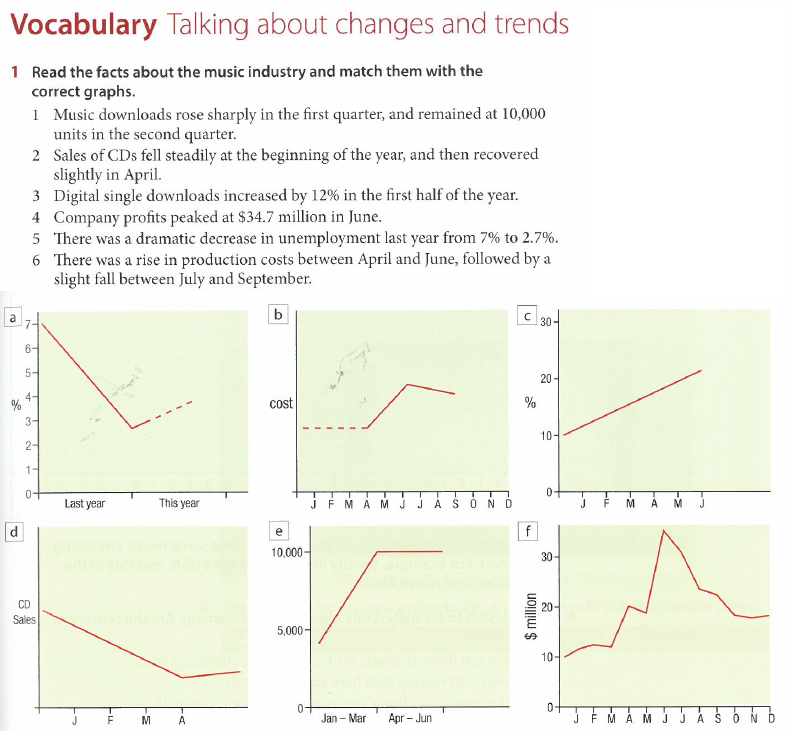 Vocabulary Talking about changes and trends
1 Read the facts about the music industry and match them with the
correct graphs.
1 Music downloads rose sharply in the first quarter, and remained at 10,000
units in the second quarter.
2 Sales of CDs fell steadily at the beginning of the year, and then recovered
slightly in April.
3 Digital single downloads increased by 12% in the first half of the year.
4 Company profits peaked at $34.7 million in June.
5 There was a dramatic decrease in unemployment last year from 7% to 2.7%.
6 There was a rise in production costs between April and June, followed by a
slight fall between July and September.
a
7
6
5
4
%
3
2
1
0
Last year This year
b
cost
J F M A M J J A S O N D
c
30
20
%
10
0
J F M A M J
d
CD
Sales
J F M A
e
10,000
5,000
0
Jan – Mar Apr – Jun
f
30
20
$ million
10
0
J F M A M J J A S O N D